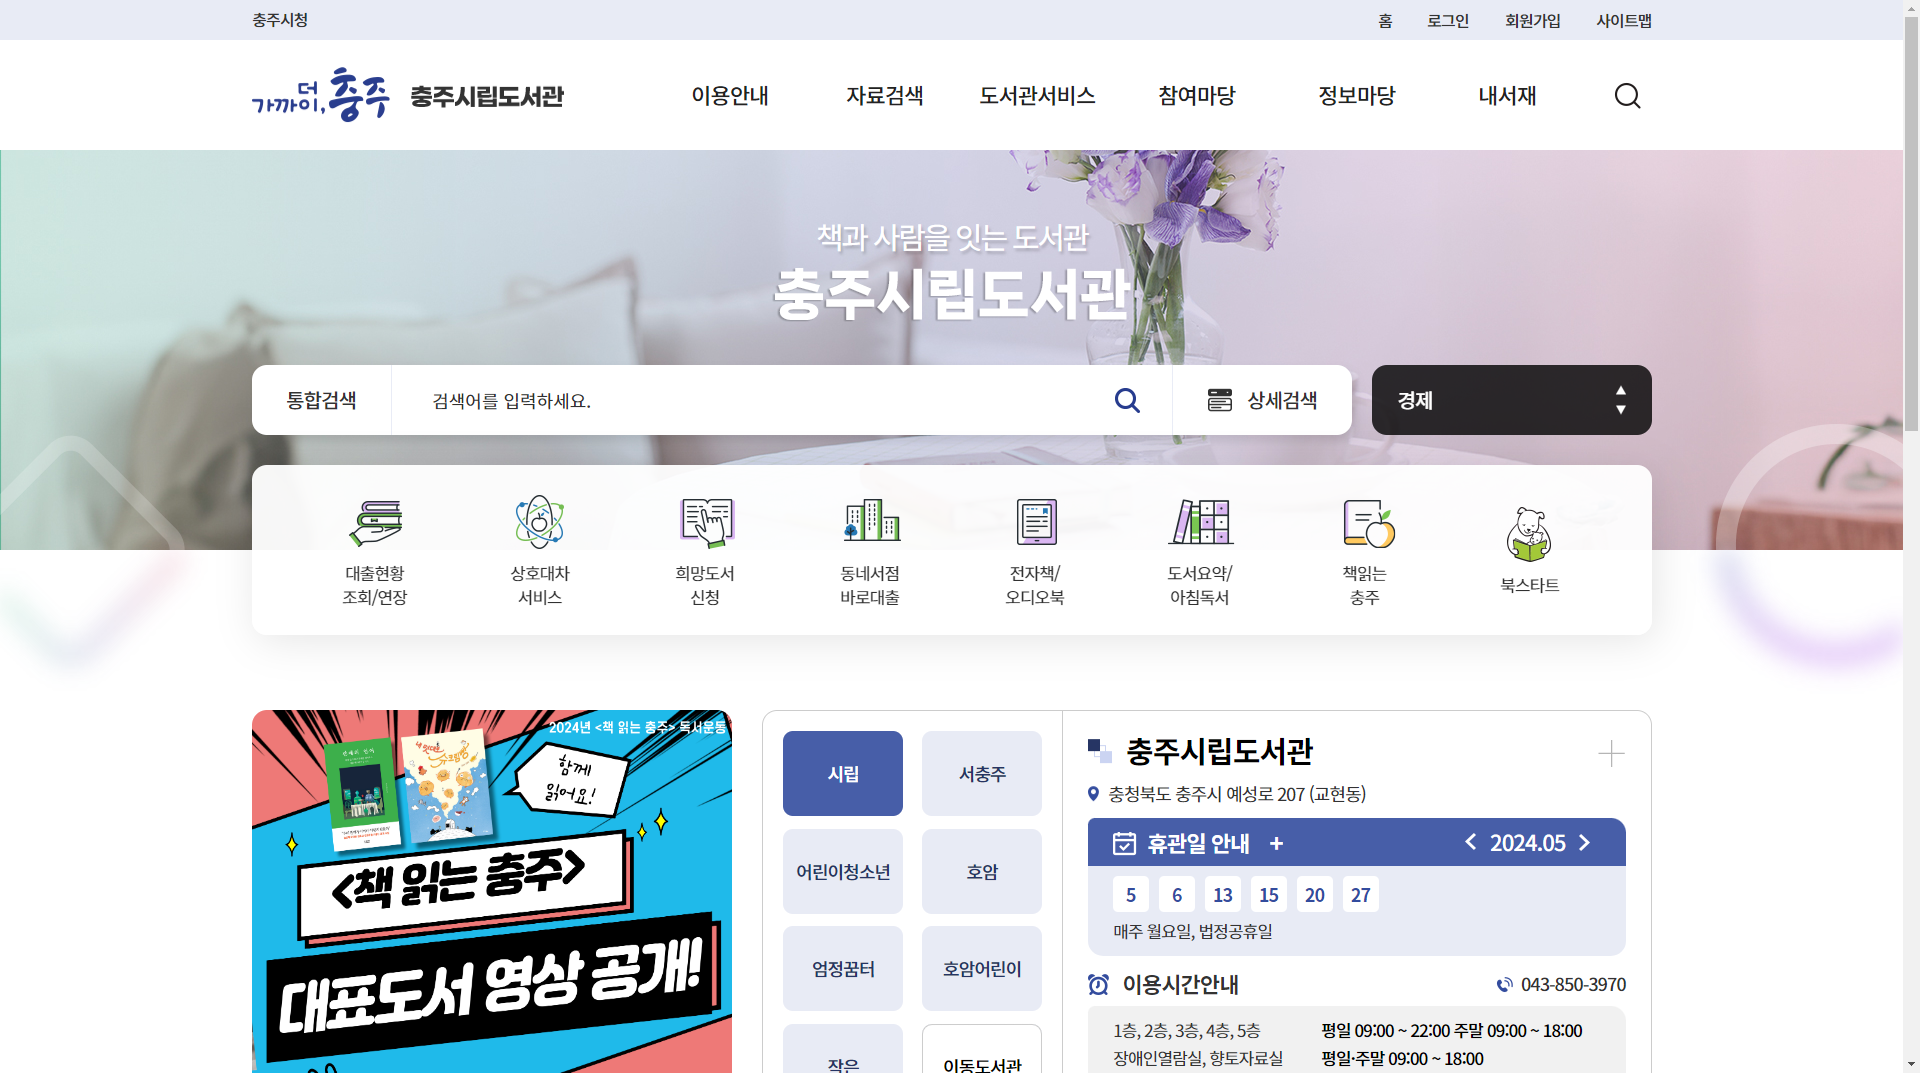 충주시청
홈
로그인
회원가입
사이트맵
더
가까이, 충주
충주시립도서관
이용안내
자료검색
도서관서비스
참여마당
정보마당
내서재
책과 사람을 잇는 도서관
충주시립도서관
통합검색
검색어를 입력하세요.
상세검색
경제
대출현황
조회/연장
상호대차
서비스
희망도서
신청
동네서점
바로대출
전자책/
오디오북
도서요약/
아침독서
책읽는
충주
북스타트
2024년 <책 읽는 충주> 독서운동
함께
읽어요!
<책 읽는 충주>
대표도서 영상 공개!
시립
서충주
어린이청소년
호암
엄정꿈터
호암어린이
작은
이동도서관
충주시립도서관
충청북도 충주시 예성로 207 (교현동)
휴관일 안내 +
2024.05
5 6 13 15 20 27
매주 월요일, 법정공휴일
이용시간안내
043-850-3970
1층, 2층, 3층, 4층, 5층
평일 09:00 ~ 22:00 주말 09:00 ~ 18:00
장애인열람실, 향토자료실
평일·주말 09:00 ~ 18:00